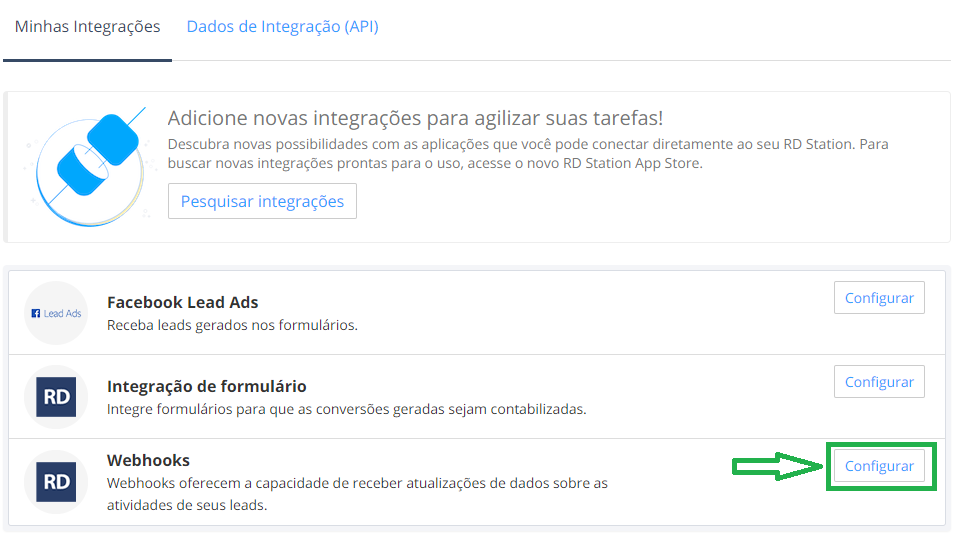 Minhas Integrações
Dados de Integração (API)
Adicione novas integrações para agilizar suas tarefas!
Descubra novas possibilidades com as aplicações que você pode conectar diretamente ao seu RD Station. Para
buscar novas integrações prontas para o uso, acesse o novo RD Station App Store.
Pesquisar integrações
Lead Ads
Facebook Lead Ads
Receba leads gerados nos formulários.
Configurar
RD
Integração de formulário
Integre formulários para que as conversões geradas sejam contabilizadas.
Configurar
RD
Webhooks
Webhooks oferecem a capacidade de receber atualizações de dados sobre as
atividades de seus leads.
Configurar